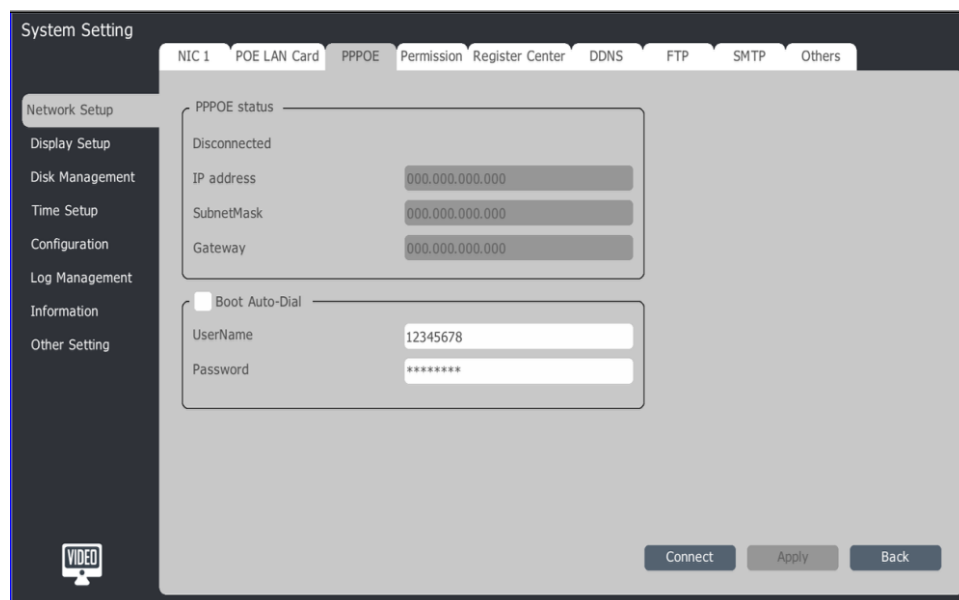 System Setting
NIC 1 POE LAN Card PPPOE Permission Register Center DDNS FTP SMTP Others
Network Setup
Display Setup
Disk Management
Time Setup
Configuration
Log Management
Information
Other Setting
PPPOE status
Disconnected
IP address 000.000.000.000
SubnetMask 000.000.000.000
Gateway 000.000.000.000
Boot Auto-Dial
UserName 12345678
Password ********
VIDEO
Connect Apply Back